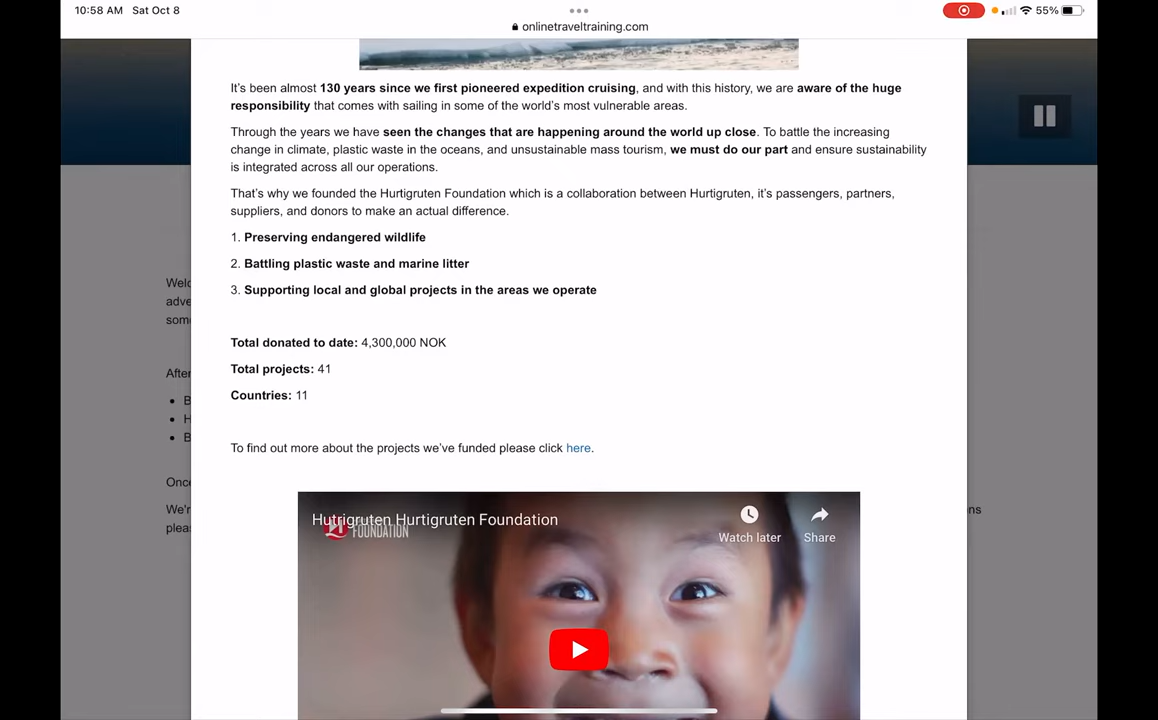 10:58 AM Sat Oct 8
55%
onlinetraveltraining.com
It's been almost 130 years since we first pioneered expedition cruising, and with this history, we are aware of the huge
responsibility that comes with sailing in some of the world's most vulnerable areas.
Through the years we have seen the changes that are happening around the world up close. To battle the increasing
change in climate, plastic waste in the oceans, and unsustainable mass tourism, we must do our part and ensure sustainability
is integrated across all our operations.
That's why we founded the Hurtigruten Foundation which is a collaboration between Hurtigruten, it's passengers, partners,
suppliers, and donors to make an actual difference.
1. Preserving endangered wildlife
2. Battling plastic waste and marine litter
3. Supporting local and global projects in the areas we operate
Total donated to date: 4,300,000 NOK
Total projects: 41
Countries: 11
To find out more about the projects we've funded please click here.
Hutrigruten Hurtigruten Foundation
FOUNDATION
Watch later
Share